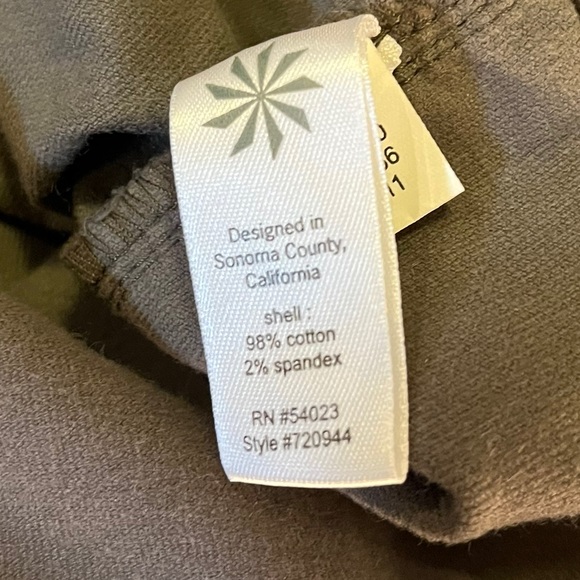 Designed in
Sonoma County,
California
shell :
98% cotton
2% spandex
RN #54023
Style #720944